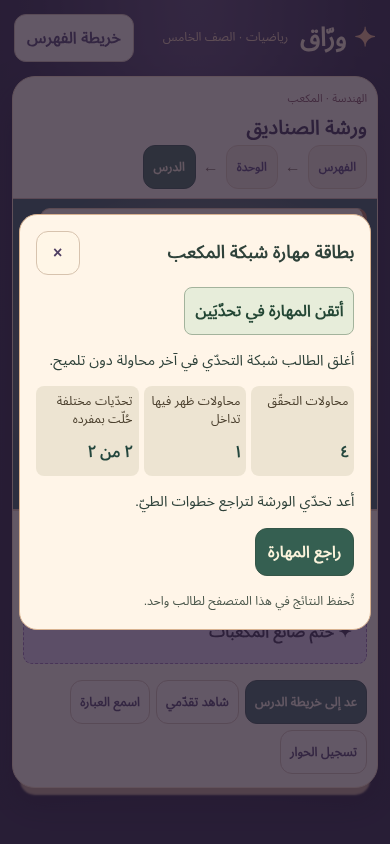 ورّاق
رياضيات · الصف الخامس
خريطة الفهرس
الهندسة · المكعب
ورشة الصناديق
الفهرس ← الوحدة ← الدرس
بطاقة مهارة شبكة المكعب
×
أتقن المهارة في تحدّيَين
أغلق الطالب شبكة التحدّي في آخر محاولة دون تلميح.
محاولات التحقّق
٤
محاولات ظهر فيها تداخل
١
تحدّيات مختلفة حُلّت بمفرده
٢ من ٢
أعد تحدّي الورشة لتراجع خطوات الطيّ.
راجع المهارة
تُحفظ النتائج في هذا المتصفح لطالب واحد.
✦ ختم صانع المكعبات
عد إلى خريطة الدرس
شاهد تقدّمي
اسمع العبارة
تسجيل الحوار